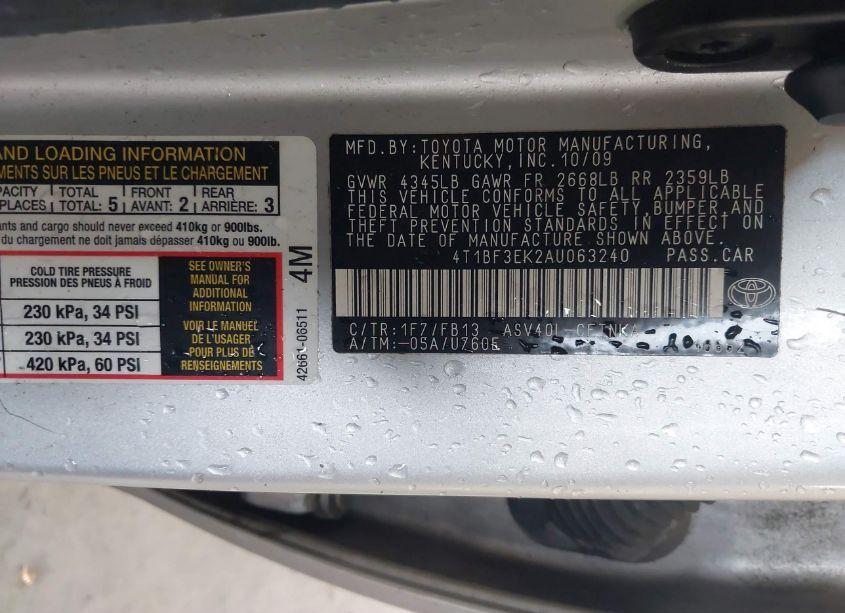 AND LOADING INFORMATION
EMENTS SUR LES PNEUS ET LE CHARGEMENT
PACITY TOTAL FRONT REAR
PLACES TOTAL: 5 AVANT: 2 ARRIÈRE: 3
ants and cargo should never exceed 410kg or 900lbs.
du chargement ne doit jamais dépasser 410kg ou 900lb.
COLD TIRE PRESSURE
PRESSION DES PNEUS À FROID
230 kPa, 34 PSI
230 kPa, 34 PSI
420 kPa, 60 PSI
SEE OWNER'S
MANUAL FOR
ADDITIONAL
INFORMATION
VOIR LE MANUEL
DE L'USAGER
POUR PLUS DE
RENSEIGNEMENTS
4M
42661-06511
MFD.BY:TOYOTA MOTOR MANUFACTURING,
KENTUCKY,INC.10/09
GVWR 4345LB GAWR FR 2668LB RR 2359LB
THIS VEHICLE CONFORMS TO ALL APPLICABLE
FEDERAL MOTOR VEHICLE SAFETY, BUMPER,AND
THEFT PREVENTION STANDARDS IN EFFECT ON
THE DATE OF MANUFACTURE SHOWN ABOVE.
4T1BF3EK2AU063240 PASS.CAR
C/TR:1F7/FB13 ASV40L-CETNKA
A/TM:-05A/U760E